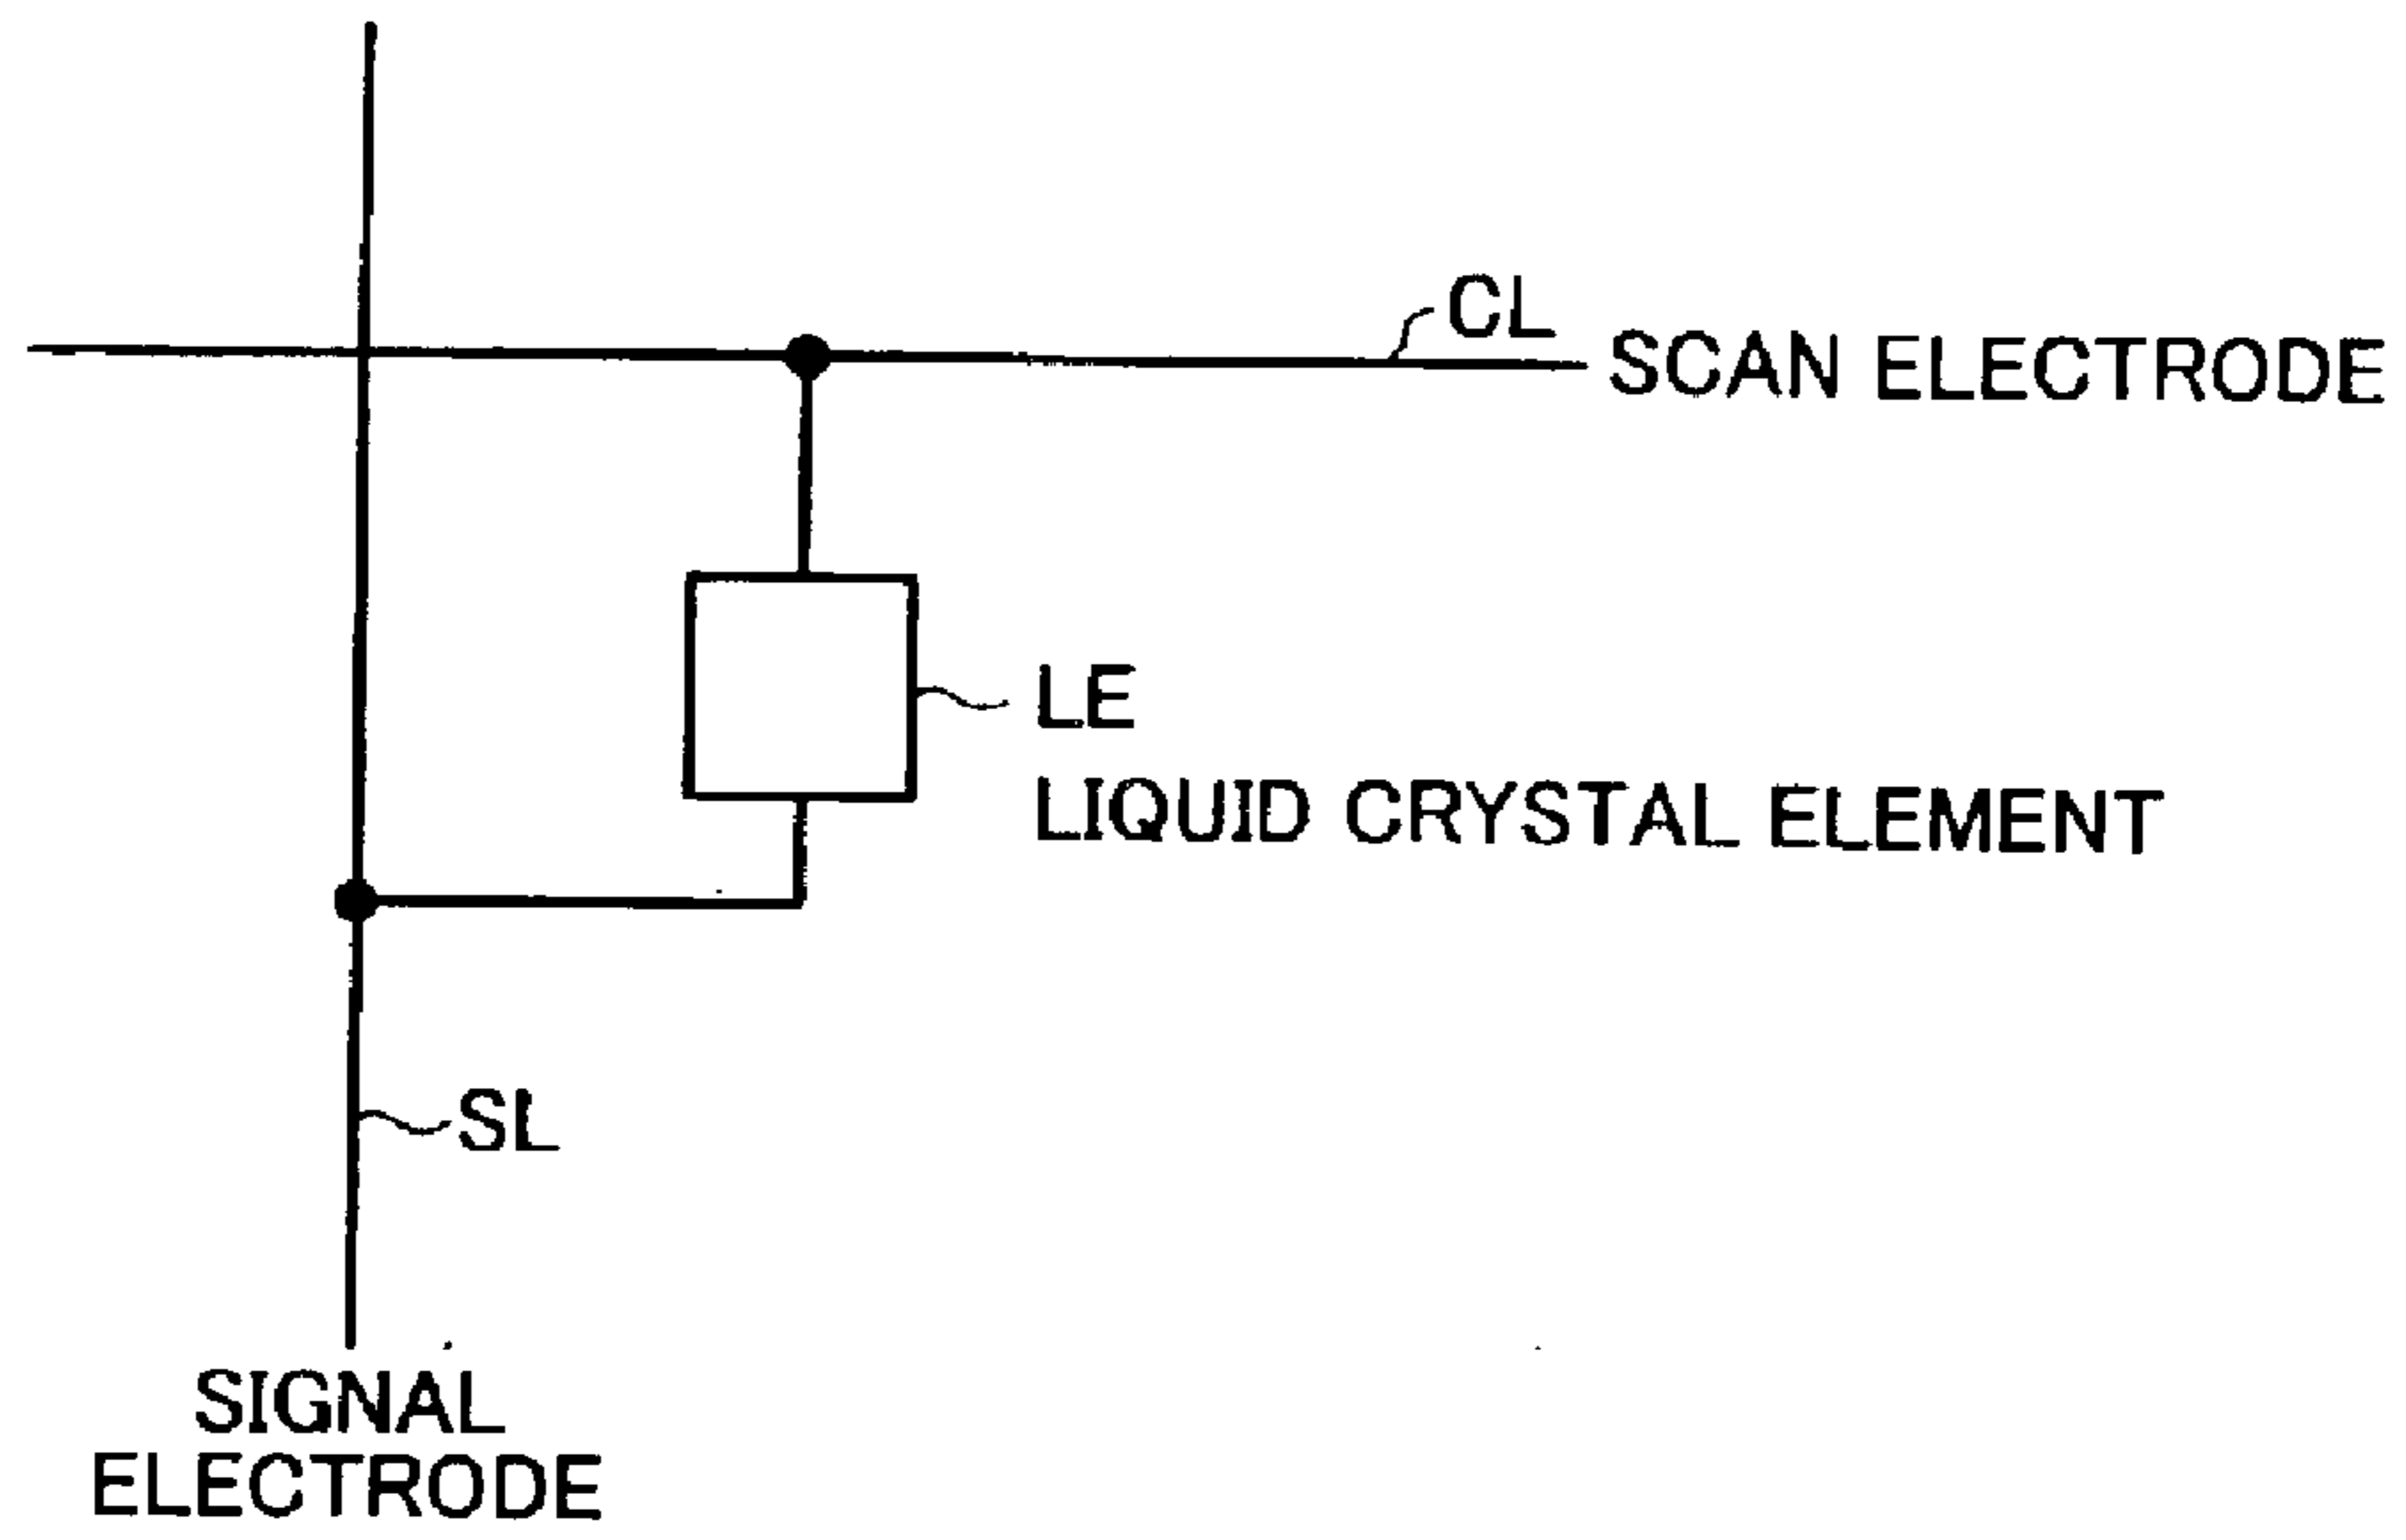 CL
SCAN ELECTRODE
LE
LIQUID CRYSTAL ELEMENT
SL
SIGNAL
ELECTRODE